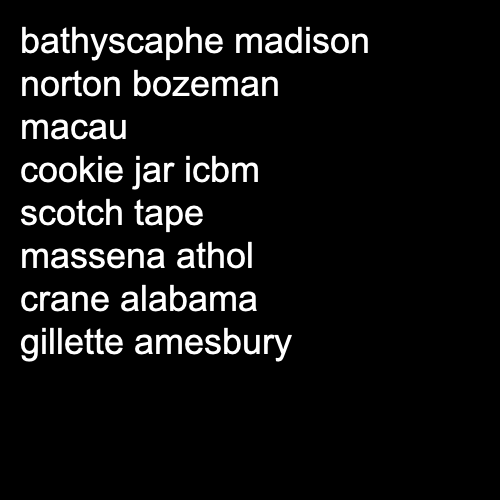 bathyscaphe madison
norton bozeman
macau
cookie jar icbm
scotch tape
massena athol
crane alabama
gillette amesbury